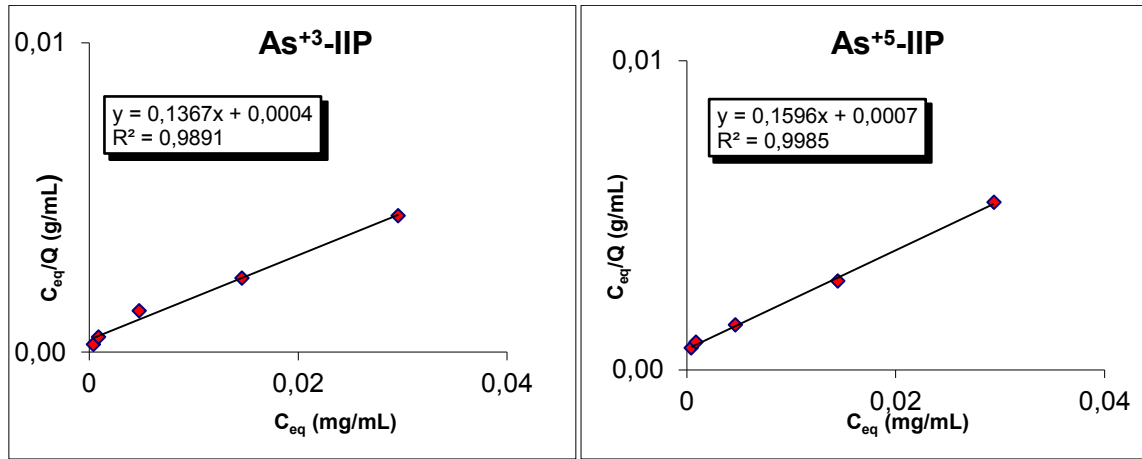 As+3-IIP
0,01
y = 0,1367x + 0,0004
R² = 0,9891
Ceq/Q (g/mL)
0,00
0 0,02 0,04
Ceq (mg/mL)
As+5-IIP
0,01
y = 0,1596x + 0,0007
R² = 0,9985
Ceq/Q (g/mL)
0,00
0 0,02 0,04
Ceq (mg/mL)